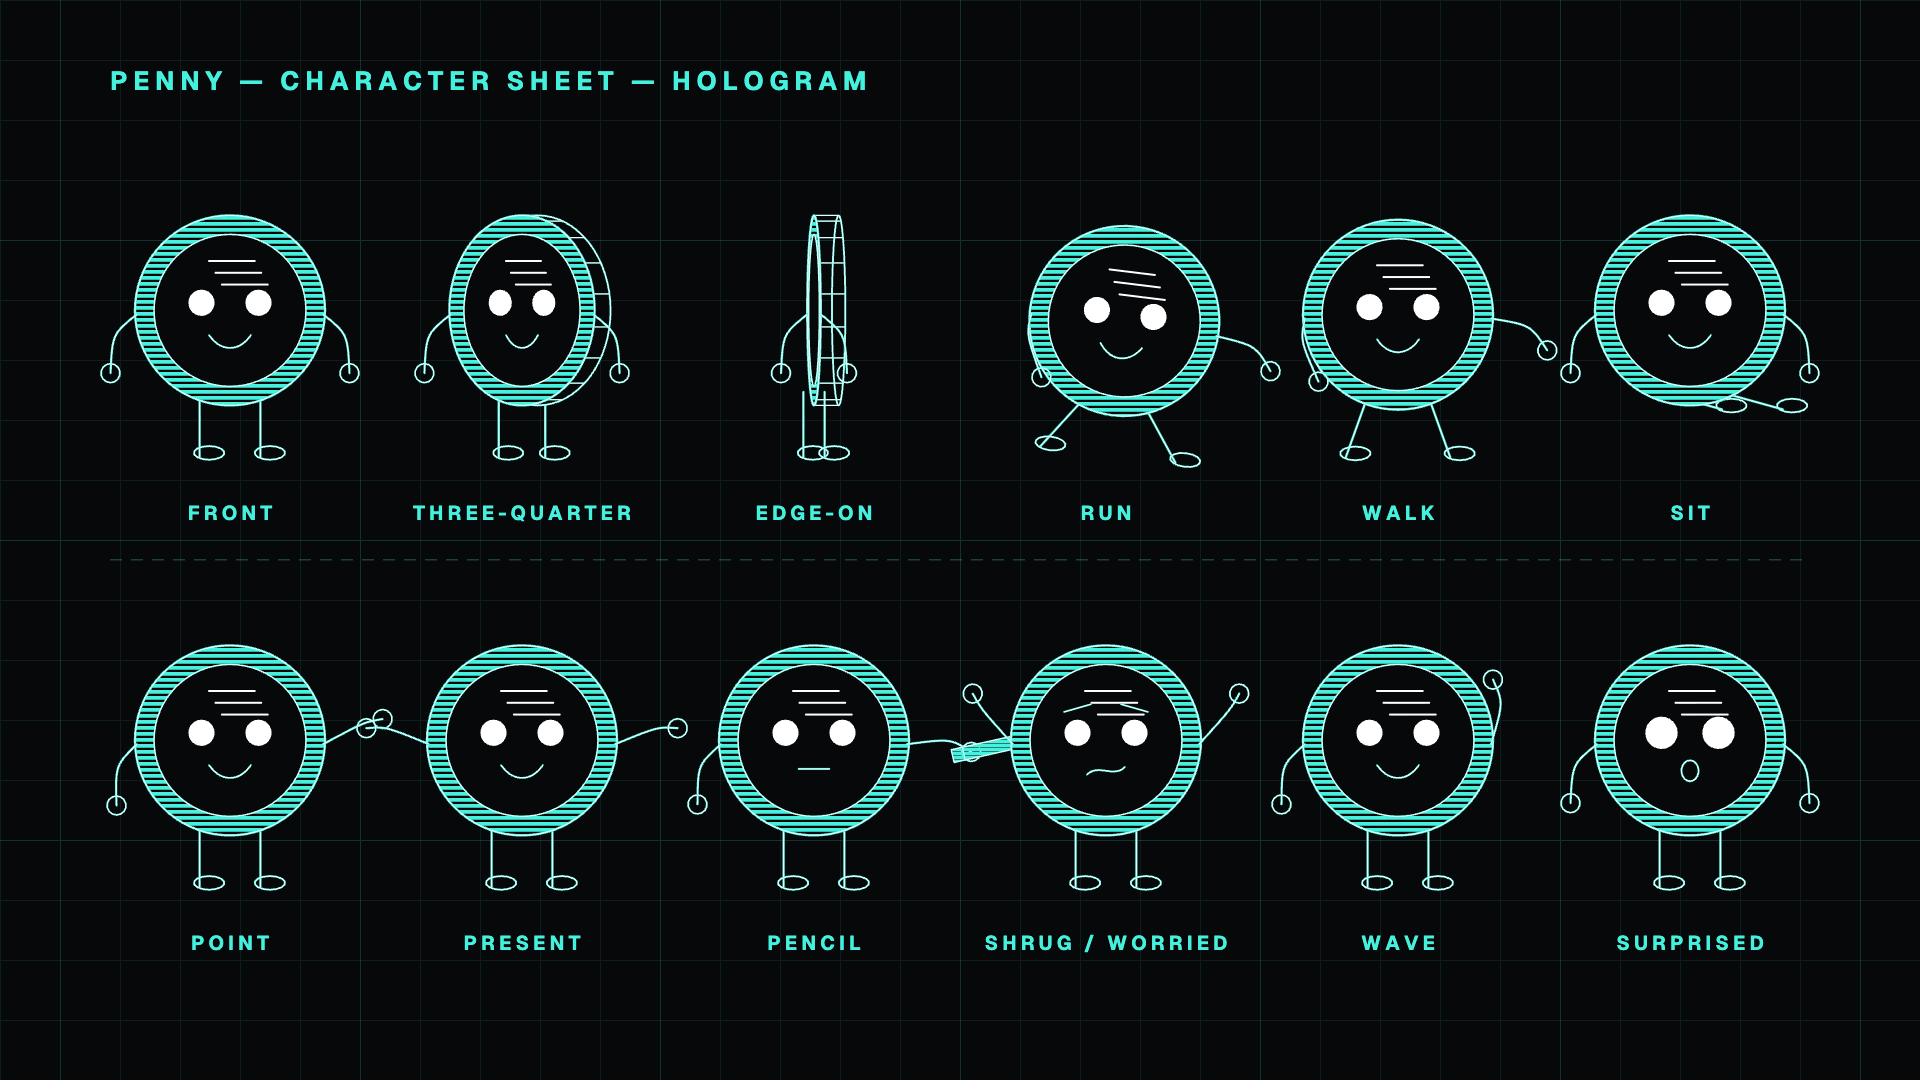 PENNY — CHARACTER SHEET — HOLOGRAM
FRONT
THREE-QUARTER
EDGE-ON
RUN
WALK
SIT
POINT
PRESENT
PENCIL
SHRUG / WORRIED
WAVE
SURPRISED